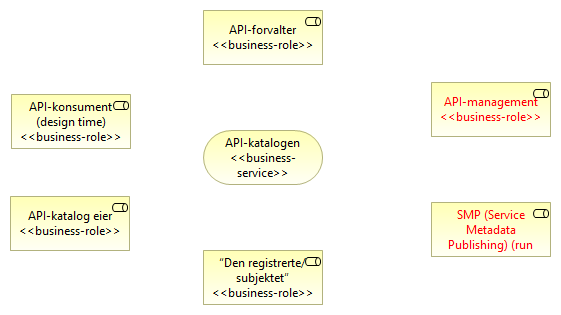 API-forvalter
<<business-role>>
API-konsument
(design time)
<<business-role>>
API-management
<<business-role>>
API-katalogen
<<business-
service>>
API-katalog eier
<<business-role>>
SMP (Service
Metadata
Publishing) (run
"Den registrerte/
subjektet"
<<business-role>>